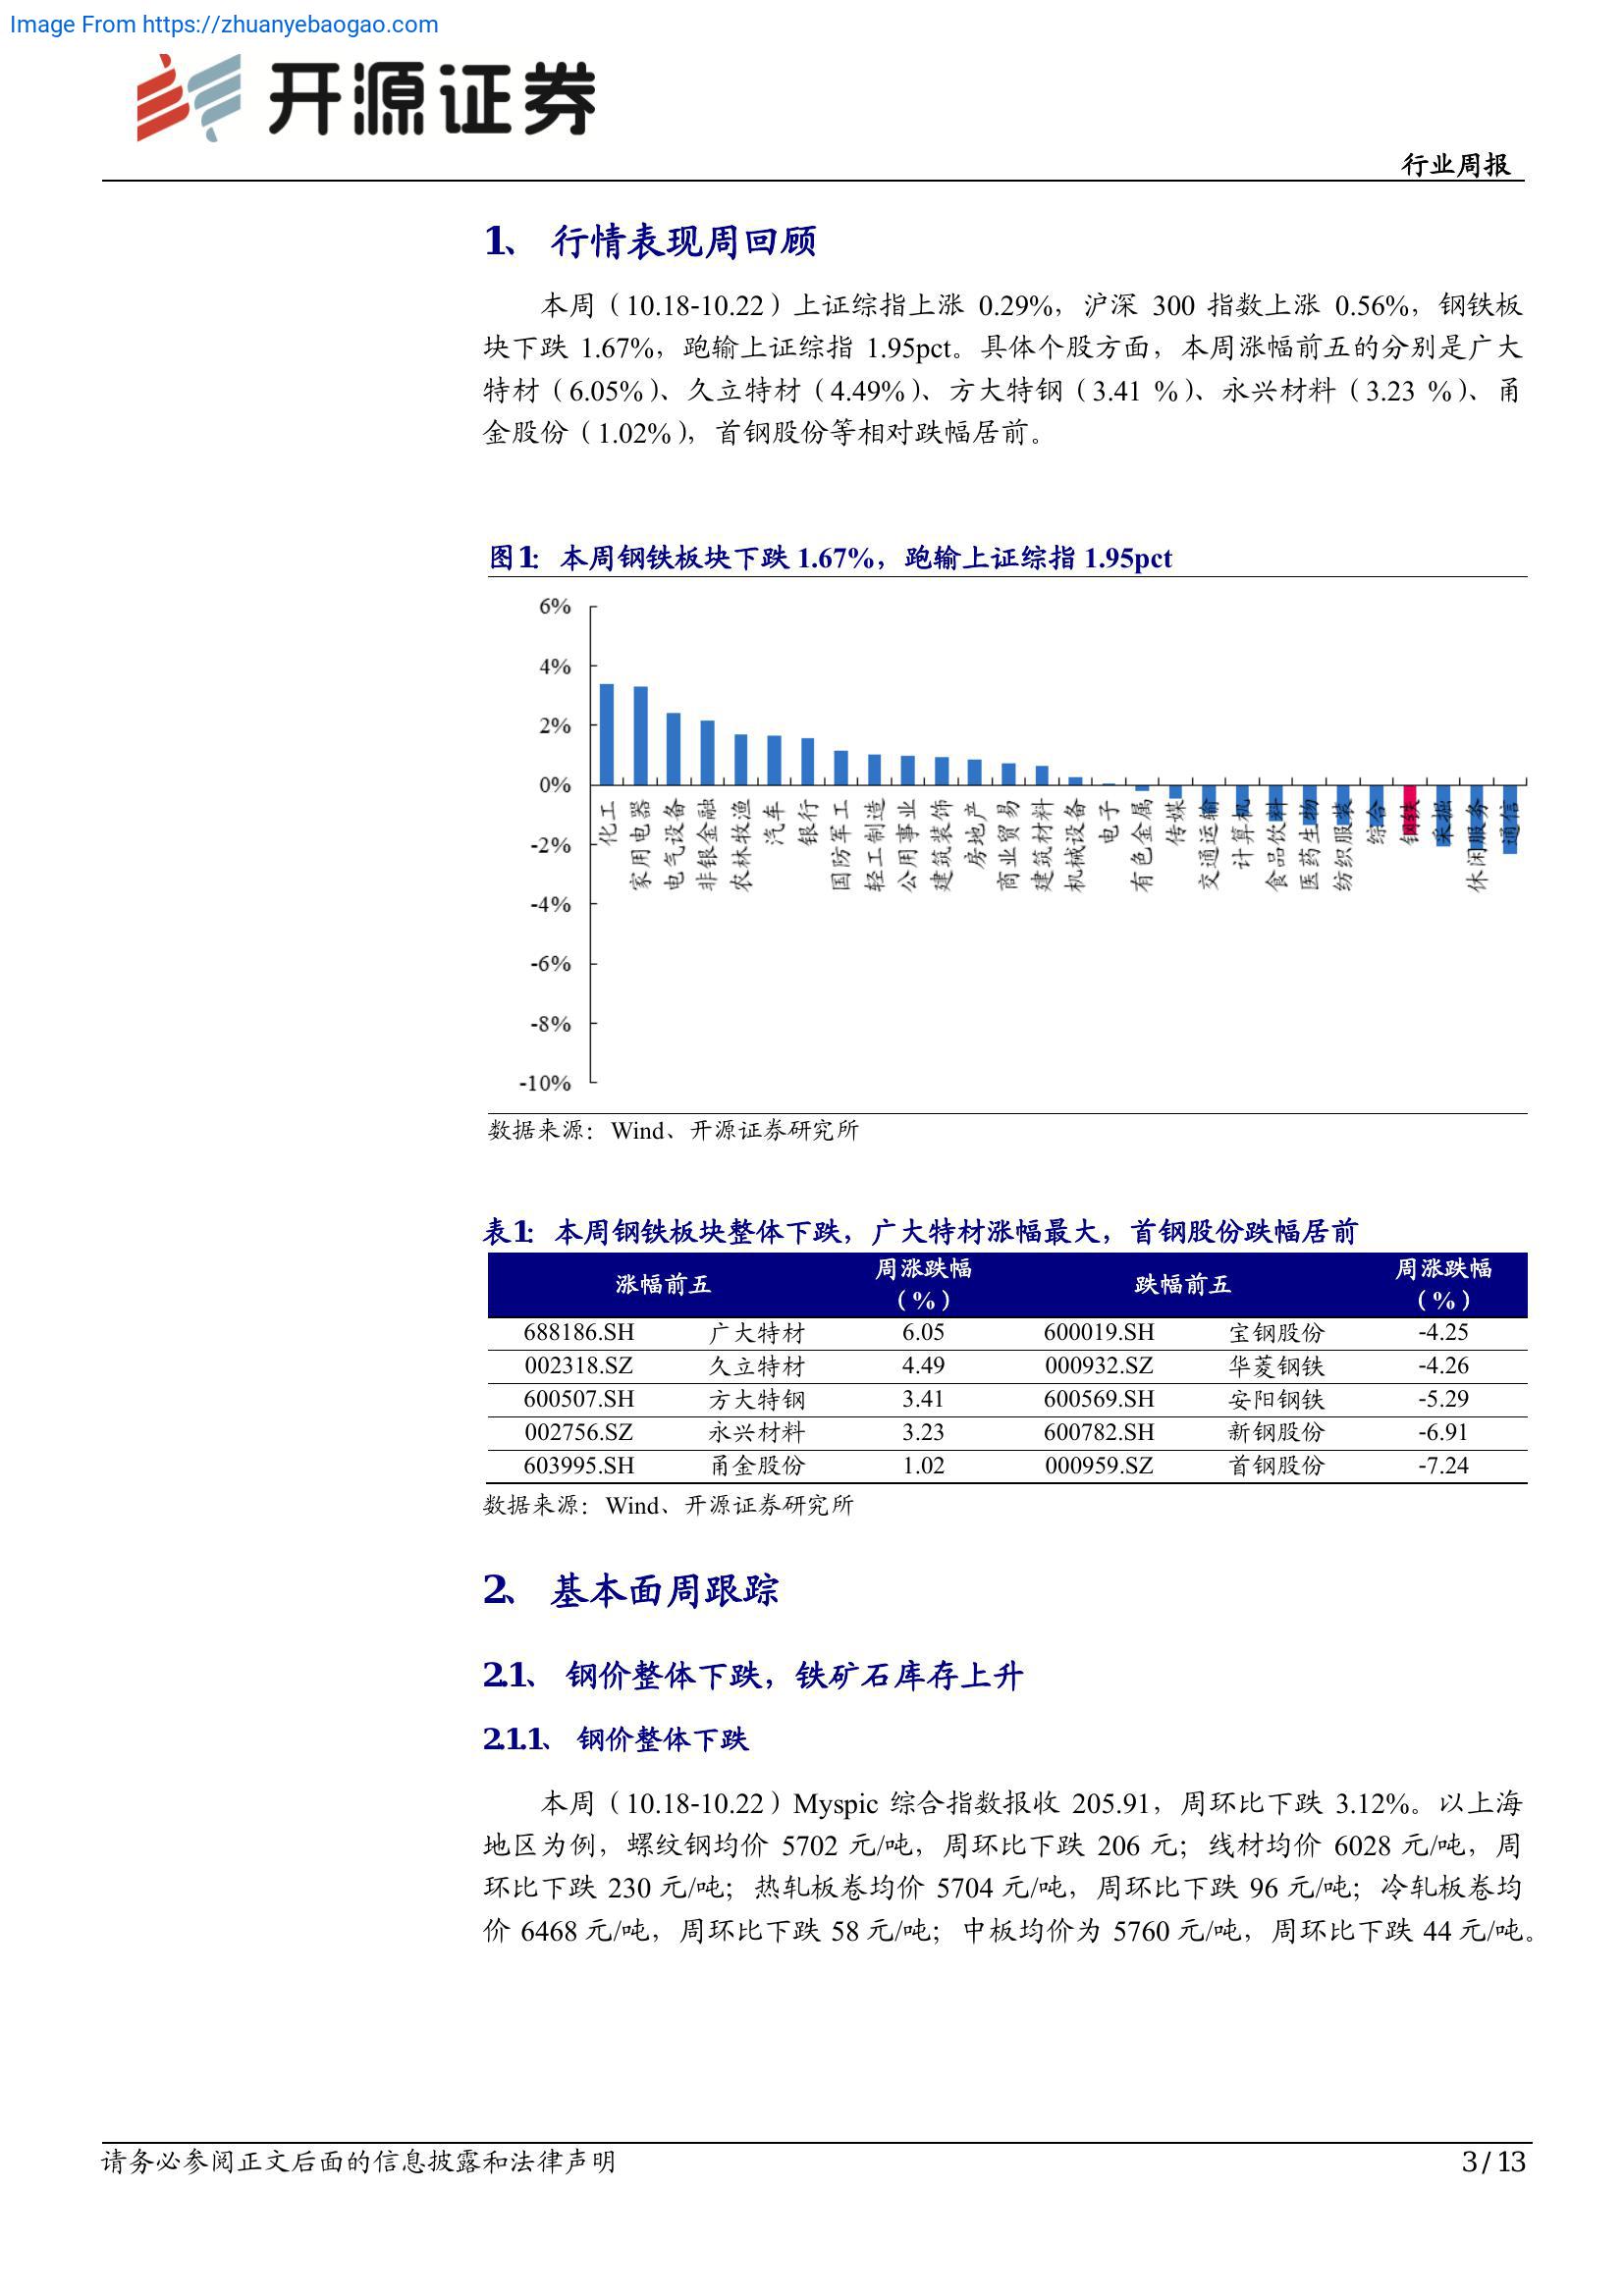 Image From https://zhuanyebaogao.com
开源证券
行业周报
1、 行情表现周回顾
本周（10.18-10.22）上证综指上涨 0.29%，沪深 300 指数上涨 0.56%，钢铁板
块下跌 1.67%，跑输上证综指 1.95pct。具体个股方面，本周涨幅前五的分别是广大
特材（6.05%）、久立特材（4.49%）、方大特钢（3.41 %）、永兴材料（3.23 %）、甬
金股份（1.02%），首钢股份等相对跌幅居前。
图1： 本周钢铁板块下跌 1.67%，跑输上证综指 1.95pct
6%
4%
2%
0%
-2%
-4%
-6%
-8%
-10%
化工
家用电器
电气设备
非银金融
农林牧渔
汽车
银行
国防军工
轻工制造
公用事业
建筑装饰
房地产
商业贸易
建筑材料
机械设备
电子
有色金属
传媒
交通运输
计算机
食品饮料
医药生物
纺织服装
综合
钢铁
采掘
休闲服务
通信
数据来源：Wind、开源证券研究所
表1： 本周钢铁板块整体下跌，广大特材涨幅最大，首钢股份跌幅居前
涨幅前五 周涨跌幅（%） 跌幅前五 周涨跌幅（%）
688186.SH 广大特材 6.05 600019.SH 宝钢股份 -4.25
002318.SZ 久立特材 4.49 000932.SZ 华菱钢铁 -4.26
600507.SH 方大特钢 3.41 600569.SH 安阳钢铁 -5.29
002756.SZ 永兴材料 3.23 600782.SH 新钢股份 -6.91
603995.SH 甬金股份 1.02 000959.SZ 首钢股份 -7.24
数据来源：Wind、开源证券研究所
2、 基本面周跟踪
2.1、 钢价整体下跌，铁矿石库存上升
2.1.1、 钢价整体下跌
本周（10.18-10.22）Myspic 综合指数报收 205.91，周环比下跌 3.12%。以上海
地区为例，螺纹钢均价 5702 元/吨，周环比下跌 206 元；线材均价 6028 元/吨，周
环比下跌 230 元/吨；热轧板卷均价 5704 元/吨，周环比下跌 96 元/吨；冷轧板卷均
价 6468 元/吨，周环比下跌 58 元/吨；中板均价为 5760 元/吨，周环比下跌 44 元/吨。
请务必参阅正文后面的信息披露和法律声明
3 / 13